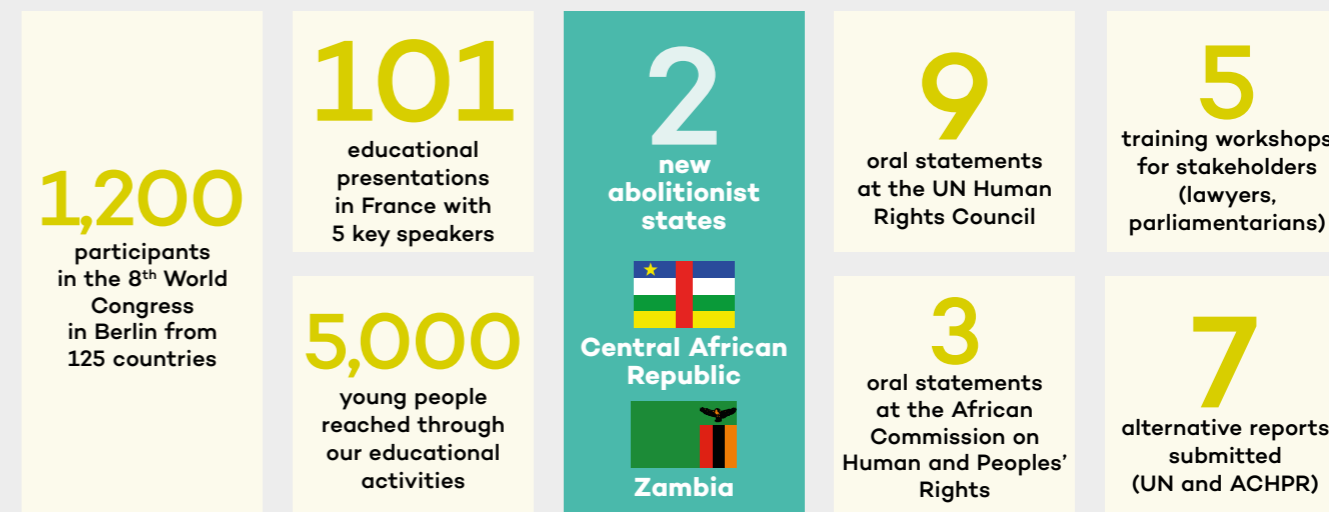 1,200
participants
in the 8th World
Congress
in Berlin from
125 countries
101
educational
presentations
in France with
5 key speakers
5,000
young people
reached through
our educational
activities
2
new
abolitionist
states
Central African
Republic
Zambia
9
oral statements
at the UN Human
Rights Council
3
oral statements
at the African
Commission on
Human and Peoples’
Rights
5
training workshops
for stakeholders
(lawyers,
parliamentarians)
7
alternative reports
submitted
(UN and ACHPR)